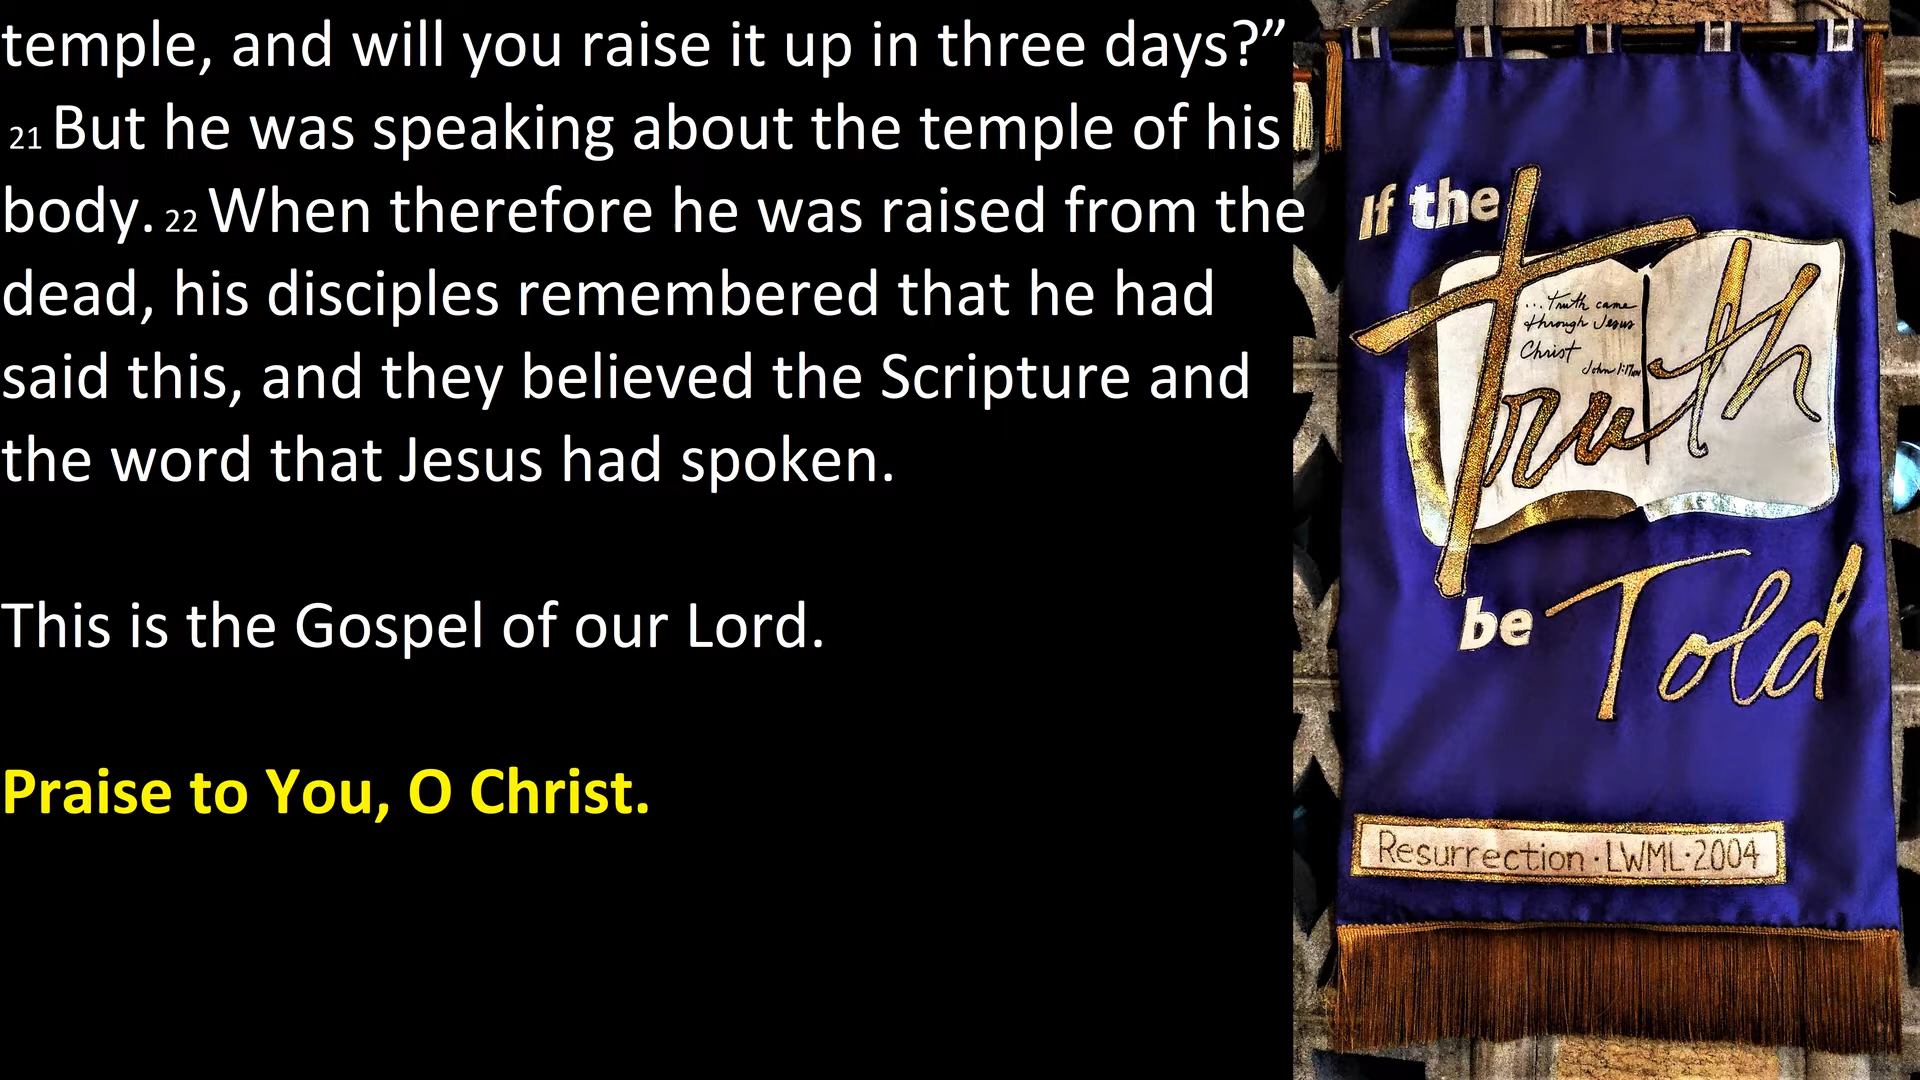 temple, and will you raise it up in three days?”
21 But he was speaking about the temple of his
body. 22 When therefore he was raised from the
dead, his disciples remembered that he had
said this, and they believed the Scripture and
the word that Jesus had spoken.
This is the Gospel of our Lord.
Praise to You, O Christ.
If the
Truth
...Truth came
through Jesus
Christ
John 1:17
be Told
Resurrection · LWML · 2004